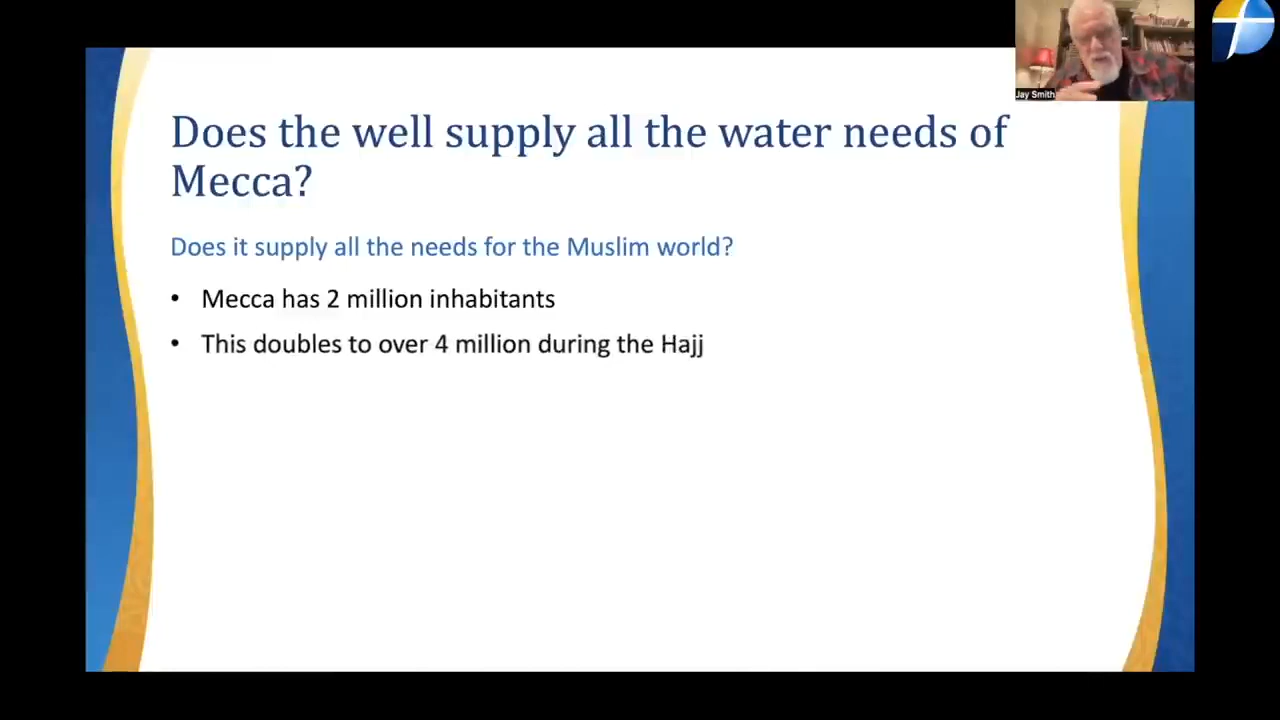 Jay Smith
Does the well supply all the water needs of
Mecca?
Does it supply all the needs for the Muslim world?
• Mecca has 2 million inhabitants
• This doubles to over 4 million during the Hajj